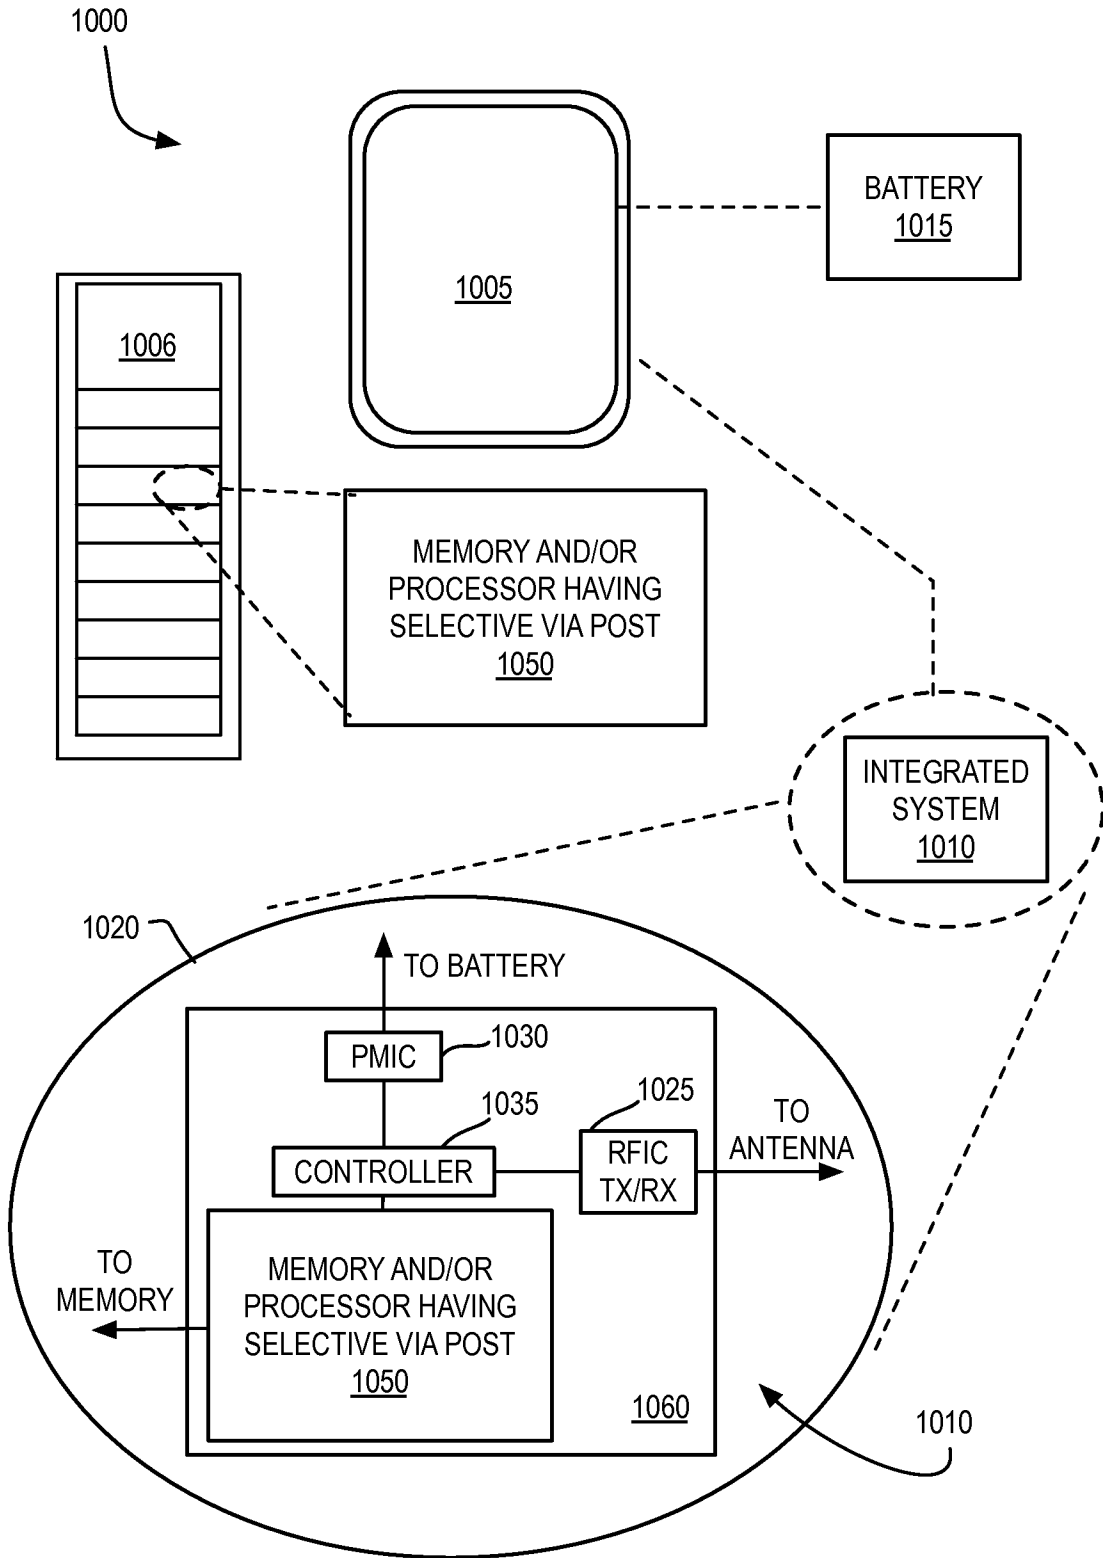 1000
BATTERY
1015
1005
1006
MEMORY AND/OR
PROCESSOR HAVING
SELECTIVE VIA POST
1050
INTEGRATED
SYSTEM
1010
1020
TO BATTERY
PMIC
1030
1035
1025
CONTROLLER
RFIC
TX/RX
TO
ANTENNA
TO
MEMORY
MEMORY AND/OR
PROCESSOR HAVING
SELECTIVE VIA POST
1050
1060
1010